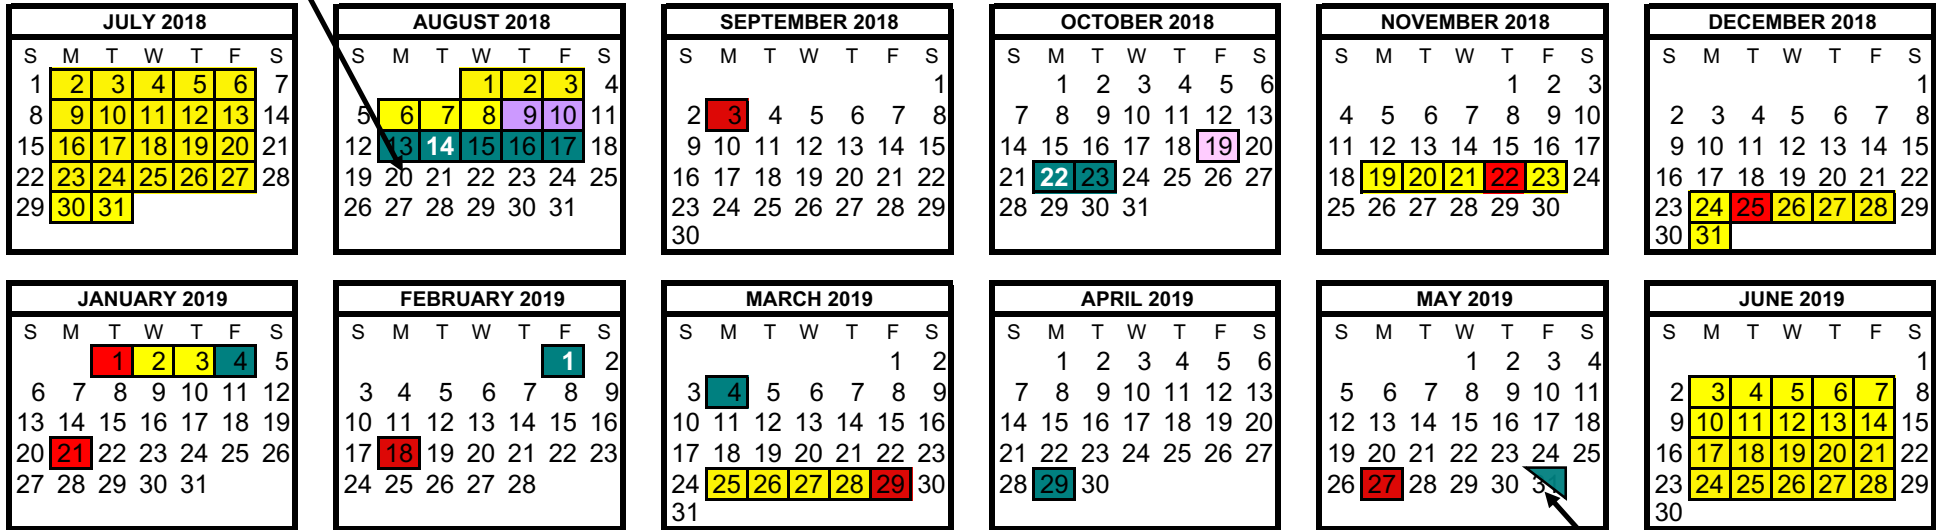 JULY 2018
S M T W T F S
1 2 3 4 5 6 7
8 9 10 11 12 13 14
15 16 17 18 19 20 21
22 23 24 25 26 27 28
29 30 31
AUGUST 2018
S M T W T F S
1 2 3 4
5 6 7 8 9 10 11
12 13 14 15 16 17 18
19 20 21 22 23 24 25
26 27 28 29 30 31
SEPTEMBER 2018
S M T W T F S
1
2 3 4 5 6 7 8
9 10 11 12 13 14 15
16 17 18 19 20 21 22
23 24 25 26 27 28 29
30
OCTOBER 2018
S M T W T F S
1 2 3 4 5 6
7 8 9 10 11 12 13
14 15 16 17 18 19 20
21 22 23 24 25 26 27
28 29 30 31
NOVEMBER 2018
S M T W T F S
1 2 3
4 5 6 7 8 9 10
11 12 13 14 15 16 17
18 19 20 21 22 23 24
25 26 27 28 29 30
DECEMBER 2018
S M T W T F S
1
2 3 4 5 6 7 8
9 10 11 12 13 14 15
16 17 18 19 20 21 22
23 24 25 26 27 28 29
30 31
JANUARY 2019
S M T W T F S
1 2 3 4 5
6 7 8 9 10 11 12
13 14 15 16 17 18 19
20 21 22 23 24 25 26
27 28 29 30 31
FEBRUARY 2019
S M T W T F S
1 2
3 4 5 6 7 8 9
10 11 12 13 14 15 16
17 18 19 20 21 22 23
24 25 26 27 28
MARCH 2019
S M T W T F S
1 2
3 4 5 6 7 8 9
10 11 12 13 14 15 16
17 18 19 20 21 22 23
24 25 26 27 28 29 30
31
APRIL 2019
S M T W T F S
1 2 3 4 5 6
7 8 9 10 11 12 13
14 15 16 17 18 19 20
21 22 23 24 25 26 27
28 29 30
MAY 2019
S M T W T F S
1 2 3 4
5 6 7 8 9 10 11
12 13 14 15 16 17 18
19 20 21 22 23 24 25
26 27 28 29 30 31
JUNE 2019
S M T W T F S
1
2 3 4 5 6 7 8
9 10 11 12 13 14 15
16 17 18 19 20 21 22
23 24 25 26 27 28 29
30